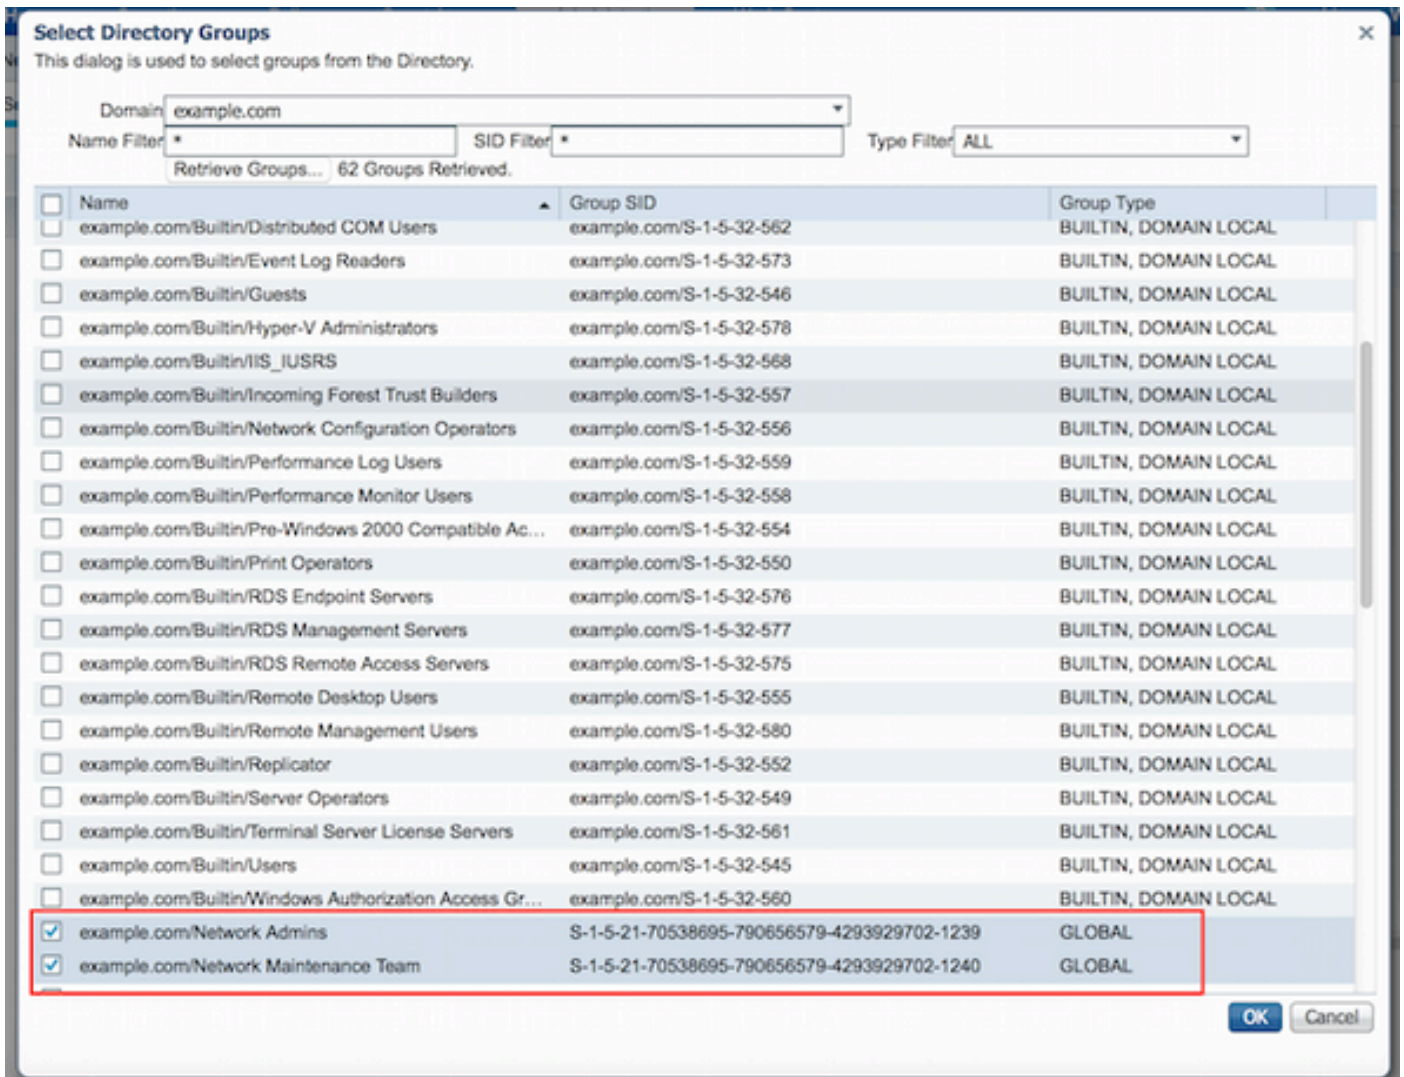 Select Directory Groups
This dialog is used to select groups from the Directory.
Domain example.com
Name Filter * SID Filter * Type Filter ALL
Retrieve Groups... 62 Groups Retrieved.
Name Group SID Group Type
example.com/Builtin/Distributed COM Users example.com/S-1-5-32-562 BUILTIN, DOMAIN LOCAL
example.com/Builtin/Event Log Readers example.com/S-1-5-32-573 BUILTIN, DOMAIN LOCAL
example.com/Builtin/Guests example.com/S-1-5-32-546 BUILTIN, DOMAIN LOCAL
example.com/Builtin/Hyper-V Administrators example.com/S-1-5-32-578 BUILTIN, DOMAIN LOCAL
example.com/Builtin/IIS_IUSRS example.com/S-1-5-32-568 BUILTIN, DOMAIN LOCAL
example.com/Builtin/Incoming Forest Trust Builders example.com/S-1-5-32-557 BUILTIN, DOMAIN LOCAL
example.com/Builtin/Network Configuration Operators example.com/S-1-5-32-556 BUILTIN, DOMAIN LOCAL
example.com/Builtin/Performance Log Users example.com/S-1-5-32-559 BUILTIN, DOMAIN LOCAL
example.com/Builtin/Performance Monitor Users example.com/S-1-5-32-558 BUILTIN, DOMAIN LOCAL
example.com/Builtin/Pre-Windows 2000 Compatible Ac... example.com/S-1-5-32-554 BUILTIN, DOMAIN LOCAL
example.com/Builtin/Print Operators example.com/S-1-5-32-550 BUILTIN, DOMAIN LOCAL
example.com/Builtin/RDS Endpoint Servers example.com/S-1-5-32-576 BUILTIN, DOMAIN LOCAL
example.com/Builtin/RDS Management Servers example.com/S-1-5-32-577 BUILTIN, DOMAIN LOCAL
example.com/Builtin/RDS Remote Access Servers example.com/S-1-5-32-575 BUILTIN, DOMAIN LOCAL
example.com/Builtin/Remote Desktop Users example.com/S-1-5-32-555 BUILTIN, DOMAIN LOCAL
example.com/Builtin/Remote Management Users example.com/S-1-5-32-580 BUILTIN, DOMAIN LOCAL
example.com/Builtin/Replicator example.com/S-1-5-32-552 BUILTIN, DOMAIN LOCAL
example.com/Builtin/Server Operators example.com/S-1-5-32-549 BUILTIN, DOMAIN LOCAL
example.com/Builtin/Terminal Server License Servers example.com/S-1-5-32-561 BUILTIN, DOMAIN LOCAL
example.com/Builtin/Users example.com/S-1-5-32-545 BUILTIN, DOMAIN LOCAL
example.com/Builtin/Windows Authorization Access Gr... example.com/S-1-5-32-560 BUILTIN, DOMAIN LOCAL
example.com/Network Admins S-1-5-21-70538695-790656579-4293929702-1239 GLOBAL
example.com/Network Maintenance Team S-1-5-21-70538695-790656579-4293929702-1240 GLOBAL
OK Cancel